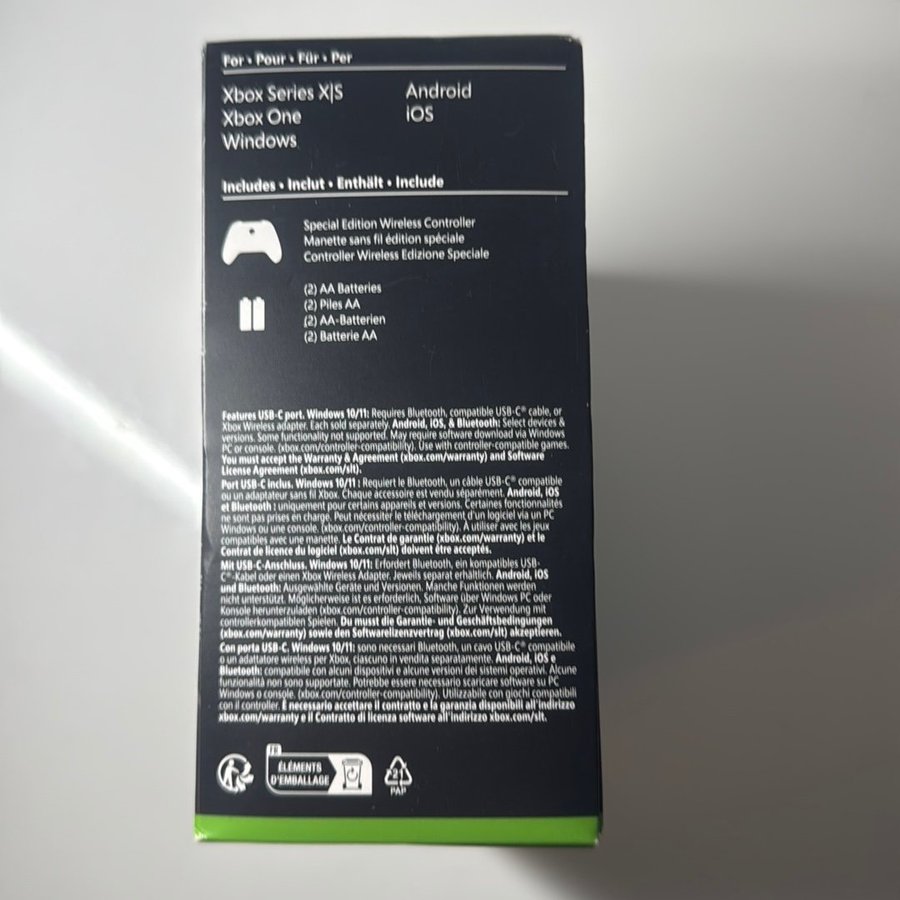 For • Pour • Für • Per
Xbox Series X|S
Xbox One
Windows
Android
iOS
Includes • Inclut • Enthält • Include
Special Edition Wireless Controller
Manette sans fil édition spéciale
Controller Wireless Edizione Speciale
(2) AA Batteries
(2) Piles AA
(2) AA-Batterien
(2) Batterie AA
Features USB-C port. Windows 10/11: Requires Bluetooth, compatible USB-C® cable, or
Xbox Wireless adapter. Each sold separately. Android, iOS, & Bluetooth: Select devices &
versions. Some functionality not supported. May require software download via Windows
PC or console. (xbox.com/controller-compatibility). Use with controller-compatible games.
You must accept the Warranty & Agreement (xbox.com/warranty) and Software
License Agreement (xbox.com/slt).
Port USB-C inclus. Windows 10/11 : Requiert le Bluetooth, un câble USB-C® compatible
ou un adaptateur sans fil Xbox. Chaque accessoire est vendu séparément. Android, iOS
et Bluetooth : uniquement pour certains appareils et versions. Certaines fonctionnalités
ne sont pas prises en charge. Peut nécessiter le téléchargement d'un logiciel via un PC
Windows ou une console. (xbox.com/controller-compatibility). À utiliser avec les jeux
compatibles avec une manette. Le Contrat de garantie (xbox.com/warranty) et le
Contrat de licence du logiciel (xbox.com/slt) doivent être acceptés.
Mit USB-C-Anschluss. Windows 10/11: Erfordert Bluetooth, ein kompatibles USB-
C®-Kabel oder einen Xbox Wireless Adapter. Jeweils separat erhältlich. Android, iOS
und Bluetooth: Ausgewählte Geräte und Versionen. Manche Funktionen werden
nicht unterstützt. Möglicherweise ist es erforderlich, Software über Windows PC oder
Konsole herunterzuladen (xbox.com/controller-compatibility). Zur Verwendung mit
controllerkompatiblen Spielen. Du musst die Garantie- und Geschäftsbedingungen
(xbox.com/warranty) sowie den Softwarelizenzvertrag (xbox.com/slt) akzeptieren.
Con porta USB-C. Windows 10/11: sono necessari Bluetooth, un cavo USB-C® compatibile
o un adattatore wireless per Xbox, ciascuno in vendita separatamente. Android, iOS e
Bluetooth: compatibile con alcuni dispositivi e alcune versioni dei sistemi operativi. Alcune
funzionalità non sono supportate. Potrebbe essere necessario scaricare software su PC
Windows o console. (xbox.com/controller-compatibility). Utilizzabile con giochi compatibili
con il controller. È necessario accettare il contratto e la garanzia disponibili all'indirizzo
xbox.com/warranty e il Contratto di licenza software all'indirizzo xbox.com/slt.
FR
ÉLÉMENTS
D'EMBALLAGE
21
PAP